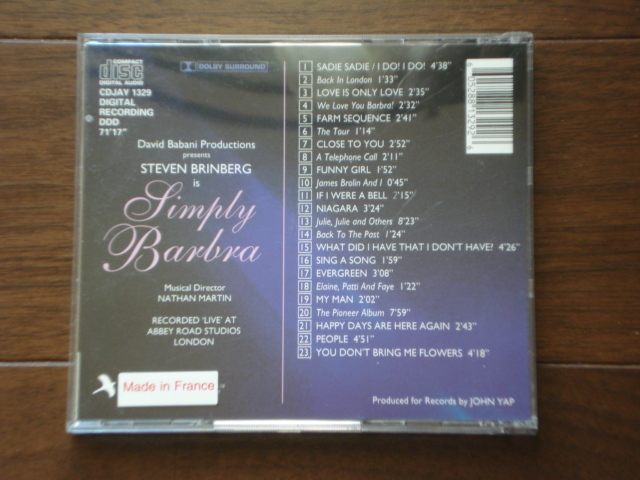 COMPACT
disc
DIGITAL AUDIO
CDJAY 1329
DIGITAL
RECORDING
DDD
71'17"
DOLBY SURROUND
David Babani Productions
presents
STEVEN BRINBERG
is
Simply
Barbra
Musical Director
NATHAN MARTIN
RECORDED 'LIVE' AT
ABBEY ROAD STUDIOS
LONDON
Made in France
1 SADIE SADIE / I DO! I DO! 4'38"
2 Back In London 1'33"
3 LOVE IS ONLY LOVE 2'35"
4 We Love You Barbra! 2'32"
5 FARM SEQUENCE 2'41"
6 The Tour 1'14"
7 CLOSE TO YOU 2'52"
8 A Telephone Call 2'11"
9 FUNNY GIRL 1'52"
10 James Brolin And I 0'45"
11 IF I WERE A BELL 2'15"
12 NIAGARA 3'24"
13 Julie, Julie and Others 8'23"
14 Back To The Past 1'24"
15 WHAT DID I HAVE THAT I DON'T HAVE? 4'26"
16 SING A SONG 1'59"
17 EVERGREEN 3'08"
18 Elaine, Patti And Faye 1'22"
19 MY MAN 2'02"
20 The Pioneer Album 7'59"
21 HAPPY DAYS ARE HERE AGAIN 2'43"
22 PEOPLE 4'51"
23 YOU DON'T BRING ME FLOWERS 4'18"
Produced for Records by JOHN YAP